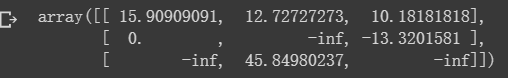 array([[ 15.90909091,  12.72727273,  10.18181818],
[  0.        ,         -inf, -13.3201581 ],
[        -inf,  45.84980237,         -inf]])